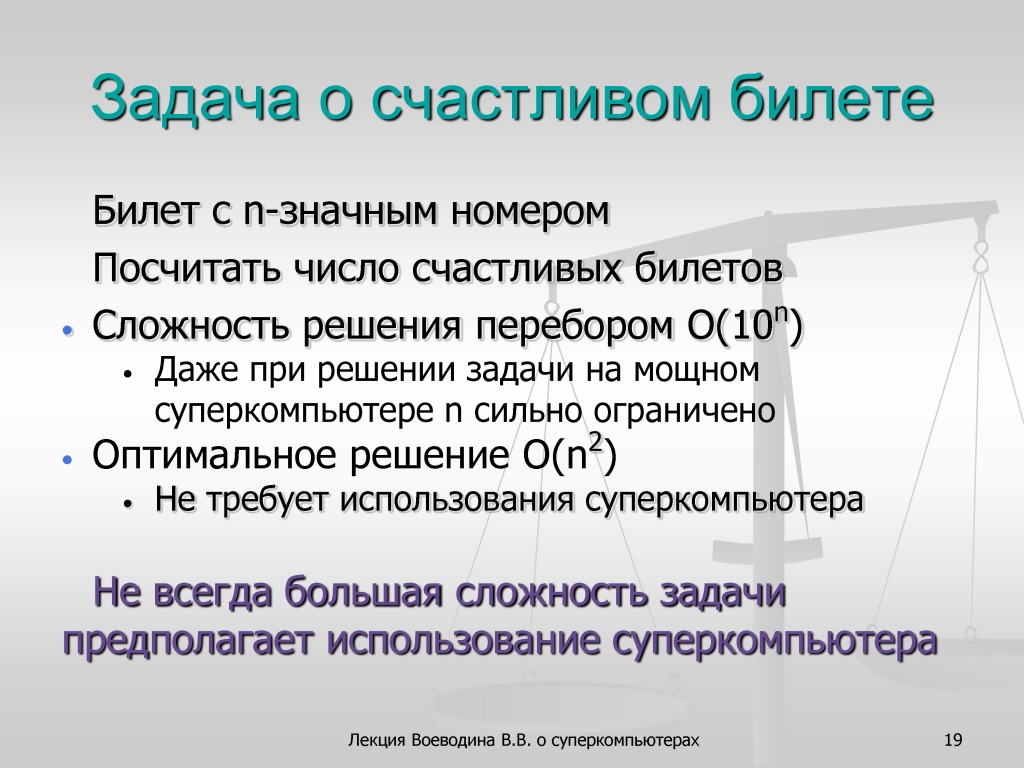 Задача о счастливом билете
Билет с n-значным номером
Посчитать число счастливых билетов
• Сложность решения перебором O(10^n)
• Даже при решении задачи на мощном
суперкомпьютере n сильно ограничено
• Оптимальное решение O(n^2)
• Не требует использования суперкомпьютера
Не всегда большая сложность задачи
предполагает использование суперкомпьютера
Лекция Воеводина В.В. о суперкомпьютерах
19